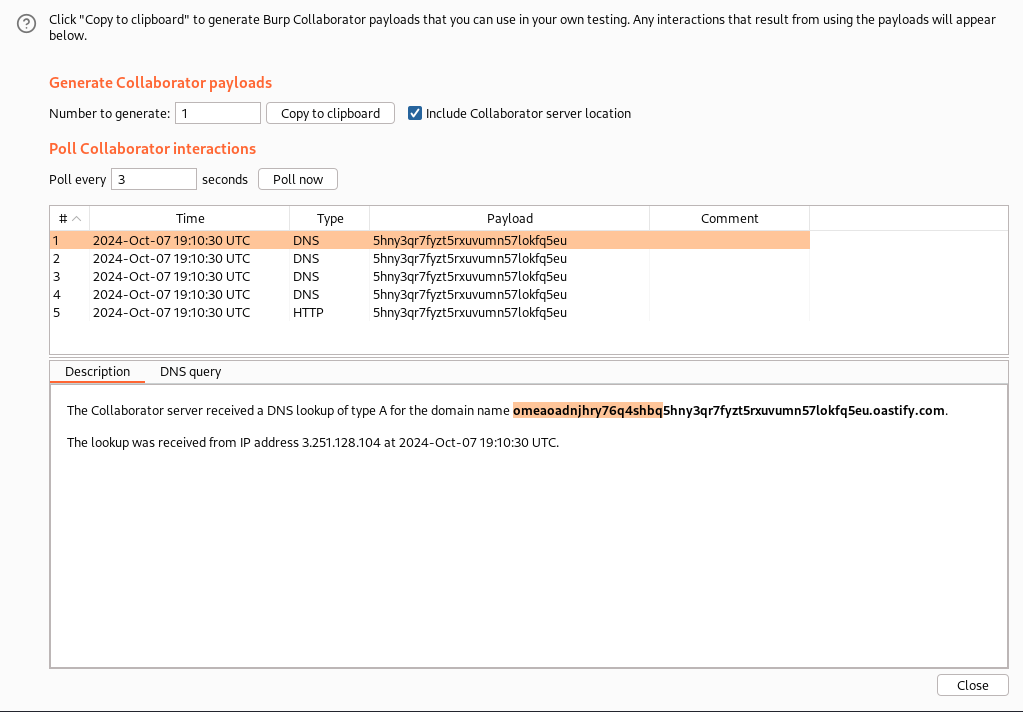 Click "Copy to clipboard" to generate Burp Collaborator payloads that you can use in your own testing. Any interactions that result from using the payloads will appear
below.
Generate Collaborator payloads
Number to generate: 1 Copy to clipboard Include Collaborator server location
Poll Collaborator interactions
Poll every 3 seconds Poll now
# Time Type Payload Comment
1 2024-Oct-07 19:10:30 UTC DNS 5hny3qr7fyzt5rxuvumn57lokfq5eu
2 2024-Oct-07 19:10:30 UTC DNS 5hny3qr7fyzt5rxuvumn57lokfq5eu
3 2024-Oct-07 19:10:30 UTC DNS 5hny3qr7fyzt5rxuvumn57lokfq5eu
4 2024-Oct-07 19:10:30 UTC DNS 5hny3qr7fyzt5rxuvumn57lokfq5eu
5 2024-Oct-07 19:10:30 UTC HTTP 5hny3qr7fyzt5rxuvumn57lokfq5eu
Description DNS query
The Collaborator server received a DNS lookup of type A for the domain name omeaoadnjhry76q4shbq5hny3qr7fyzt5rxuvumn57lokfq5eu.oastify.com.
The lookup was received from IP address 3.251.128.104 at 2024-Oct-07 19:10:30 UTC.
Close